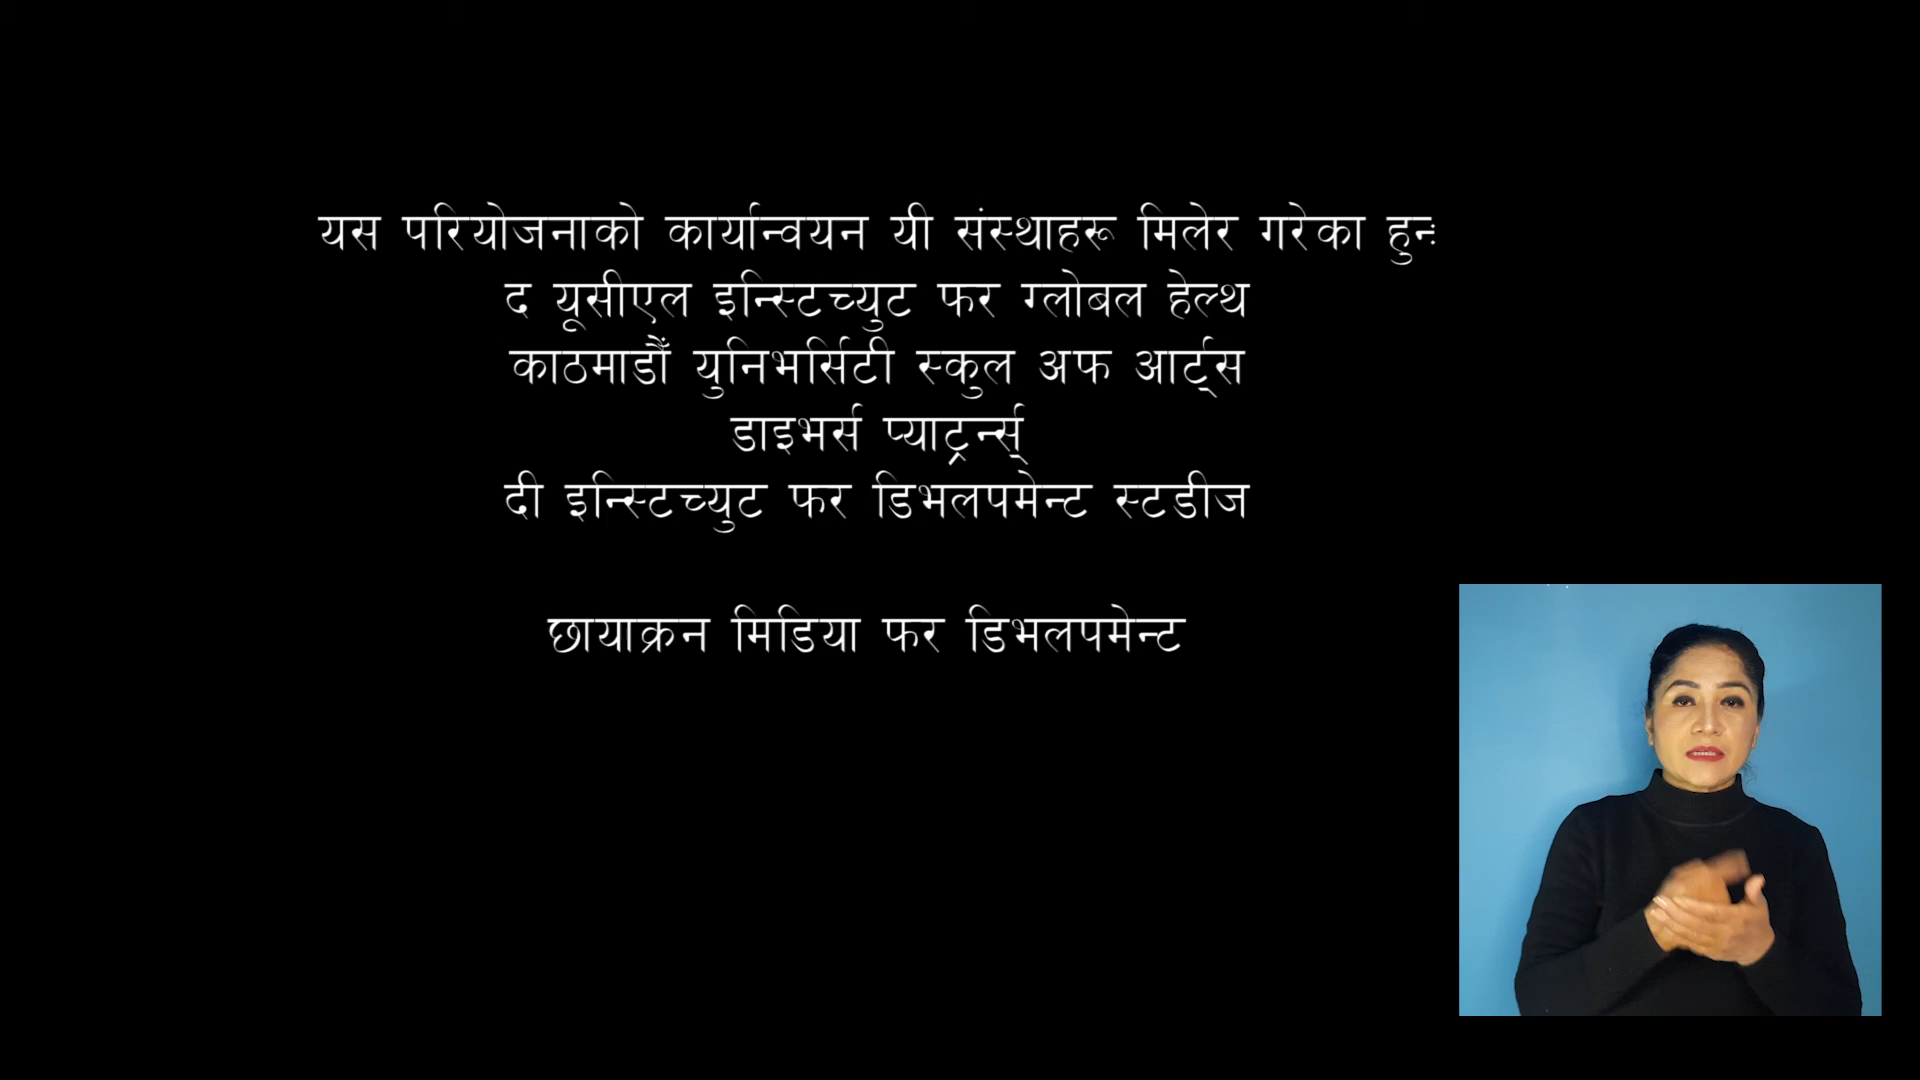 यस परियोजनाको कार्यान्वयन यी संस्थाहरू मिलेर गरेका हुनः
द यूसीएल इन्स्टिच्युट फर ग्लोबल हेल्थ
काठमाडौँ युनिभर्सिटी स्कुल अफ आर्ट्स
डाइभर्स प्याट्रर्न्स्
दी इन्स्टिच्युट फर डिभलपमेन्ट स्टडीज
छायाक्रन मिडिया फर डिभलपमेन्ट